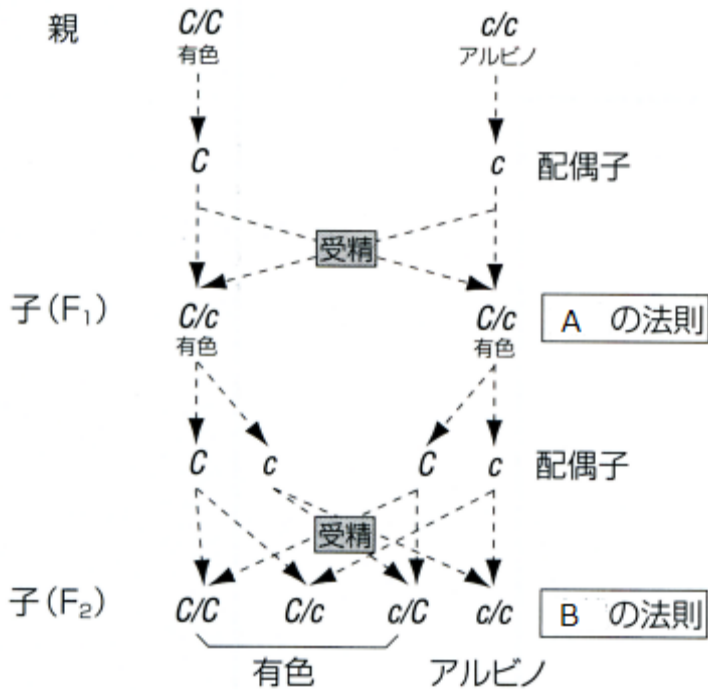 親 C/C c/c
有色 アルビノ
C c 配偶子
受精
子(F₁) C/c C/c A の法則
有色 有色
C c C c 配偶子
受精
子(F₂) C/C C/c c/C c/c B の法則
有色 アルビノ